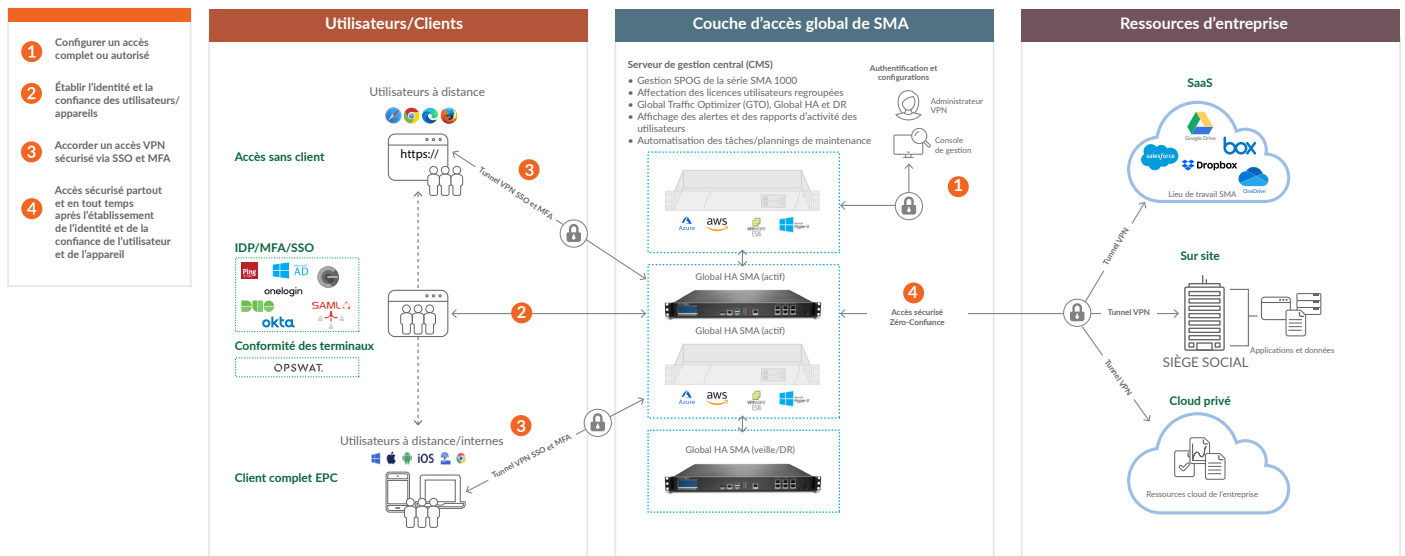 1
Configurer un accès
complet ou autorisé
2
Établir l'identité et la
confiance des utilisateurs/
appareils
3
Accorder un accès VPN
sécurisé via SSO et MFA
4
Accès sécurisé partout
et en tout temps
après l'établissement
de l'identité et de la
confiance de l'utilisateur
et de l'appareil
Utilisateurs/Clients
Utilisateurs à distance
Accès sans client
https://
3
Tunnel VPN SSO et MFA
IDP/MFA/SSO
Ping
Microsoft
AD
onelogin
DUO
SAML
okta
2
Conformité des terminaux
OPSWAT.
3
Utilisateurs à distance/internes
iOS
Tunnel VPN SSO et MFA
Client complet EPC
Couche d'accès global de SMA
Serveur de gestion central (CMS)
• Gestion SPOG de la série SMA 1000
• Affectation des licences utilisateurs regroupées
• Global Traffic Optimizer (GTO), Global HA et DR
• Affichage des alertes et des rapports d'activité des
utilisateurs
• Automatisation des tâches/plannings de maintenance
Authentification et
configurations
Administrateur
VPN
Console
de gestion
1
Azure
aws
vmware
ESXi
Hyper-V
Global HA SMA (actif)
Global HA SMA (actif)
Azure
aws
vmware
ESXi
Hyper-V
Global HA SMA (veille/DR)
4
Accès sécurisé
Zéro-Confiance
Ressources d'entreprise
SaaS
Google Drive
salesforce
box
Dropbox
OneDrive
Lieu de travail SMA
Tunnel VPN
Sur site
Tunnel VPN
SIÈGE SOCIAL
Applications et données
Tunnel VPN
Cloud privé
Ressources cloud de l'entreprise